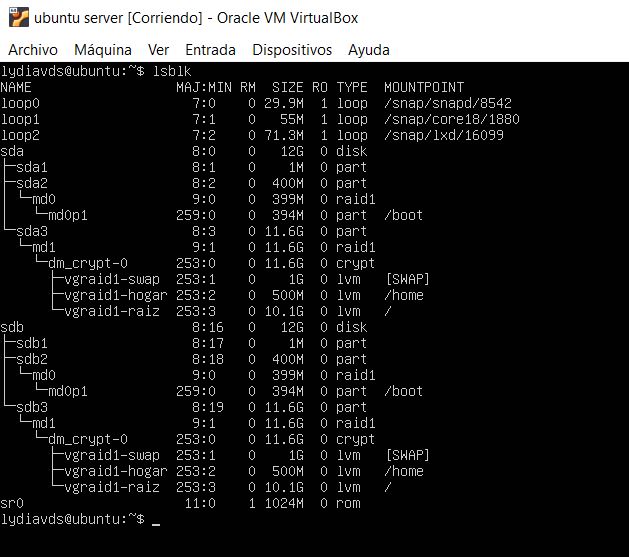 ubuntu server [Corriendo] - Oracle VM VirtualBox
Archivo Máquina Ver Entrada Dispositivos Ayuda
lydiavds@ubuntu:~$ lsblk
NAME MAJ:MIN RM SIZE RO TYPE MOUNTPOINT
loop0 7:0 0 29.9M 1 loop /snap/snapd/8542
loop1 7:1 0 55M 1 loop /snap/core18/1880
loop2 7:2 0 71.3M 1 loop /snap/lxd/16099
sda 8:0 0 12G 0 disk
├─sda1 8:1 0 1M 0 part
├─sda2 8:2 0 400M 0 part
│ └─md0 9:0 0 399M 0 raid1
│   └─md0p1 259:0 0 394M 0 part /boot
└─sda3 8:3 0 11.6G 0 part
  └─md1 9:1 0 11.6G 0 raid1
    └─dm_crypt-0 253:0 0 11.6G 0 crypt
      ├─vgraid1-swap 253:1 0 1G 0 lvm [SWAP]
      ├─vgraid1-hogar 253:2 0 500M 0 lvm /home
      └─vgraid1-raiz 253:3 0 10.1G 0 lvm /
sdb 8:16 0 12G 0 disk
├─sdb1 8:17 0 1M 0 part
├─sdb2 8:18 0 400M 0 part
│ └─md0 9:0 0 399M 0 raid1
│   └─md0p1 259:0 0 394M 0 part /boot
└─sdb3 8:19 0 11.6G 0 part
  └─md1 9:1 0 11.6G 0 raid1
    └─dm_crypt-0 253:0 0 11.6G 0 crypt
      ├─vgraid1-swap 253:1 0 1G 0 lvm [SWAP]
      ├─vgraid1-hogar 253:2 0 500M 0 lvm /home
      └─vgraid1-raiz 253:3 0 10.1G 0 lvm /
sr0 11:0 1 1024M 0 rom
lydiavds@ubuntu:~$ _